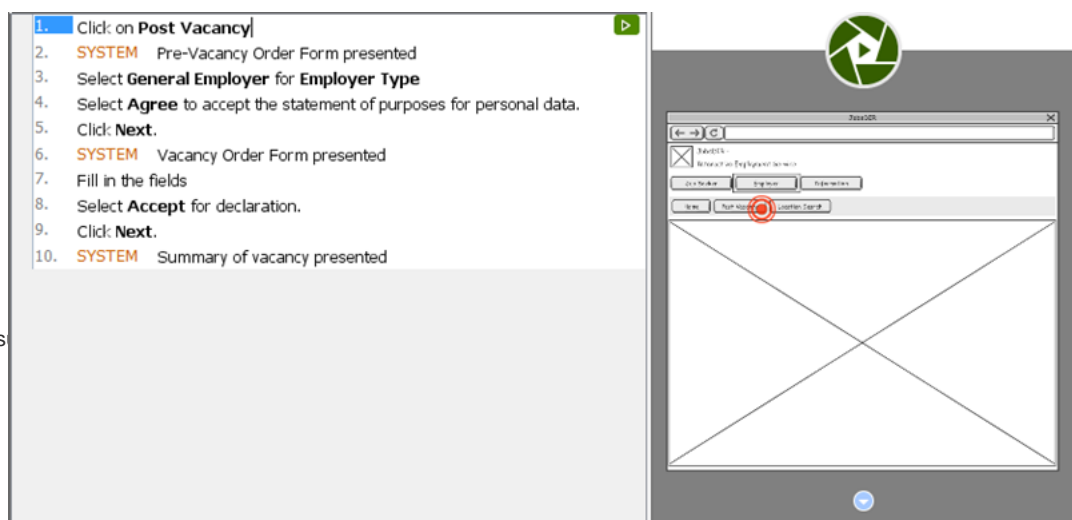 1. Click on Post Vacancy
2. SYSTEM Pre-Vacancy Order Form presented
3. Select General Employer for Employer Type
4. Select Agree to accept the statement of purposes for personal data.
5. Click Next.
6. SYSTEM Vacancy Order Form presented
7. Fill in the fields
8. Select Accept for declaration.
9. Click Next.
10. SYSTEM Summary of vacancy presented
Employer Information
Home Post Location Search